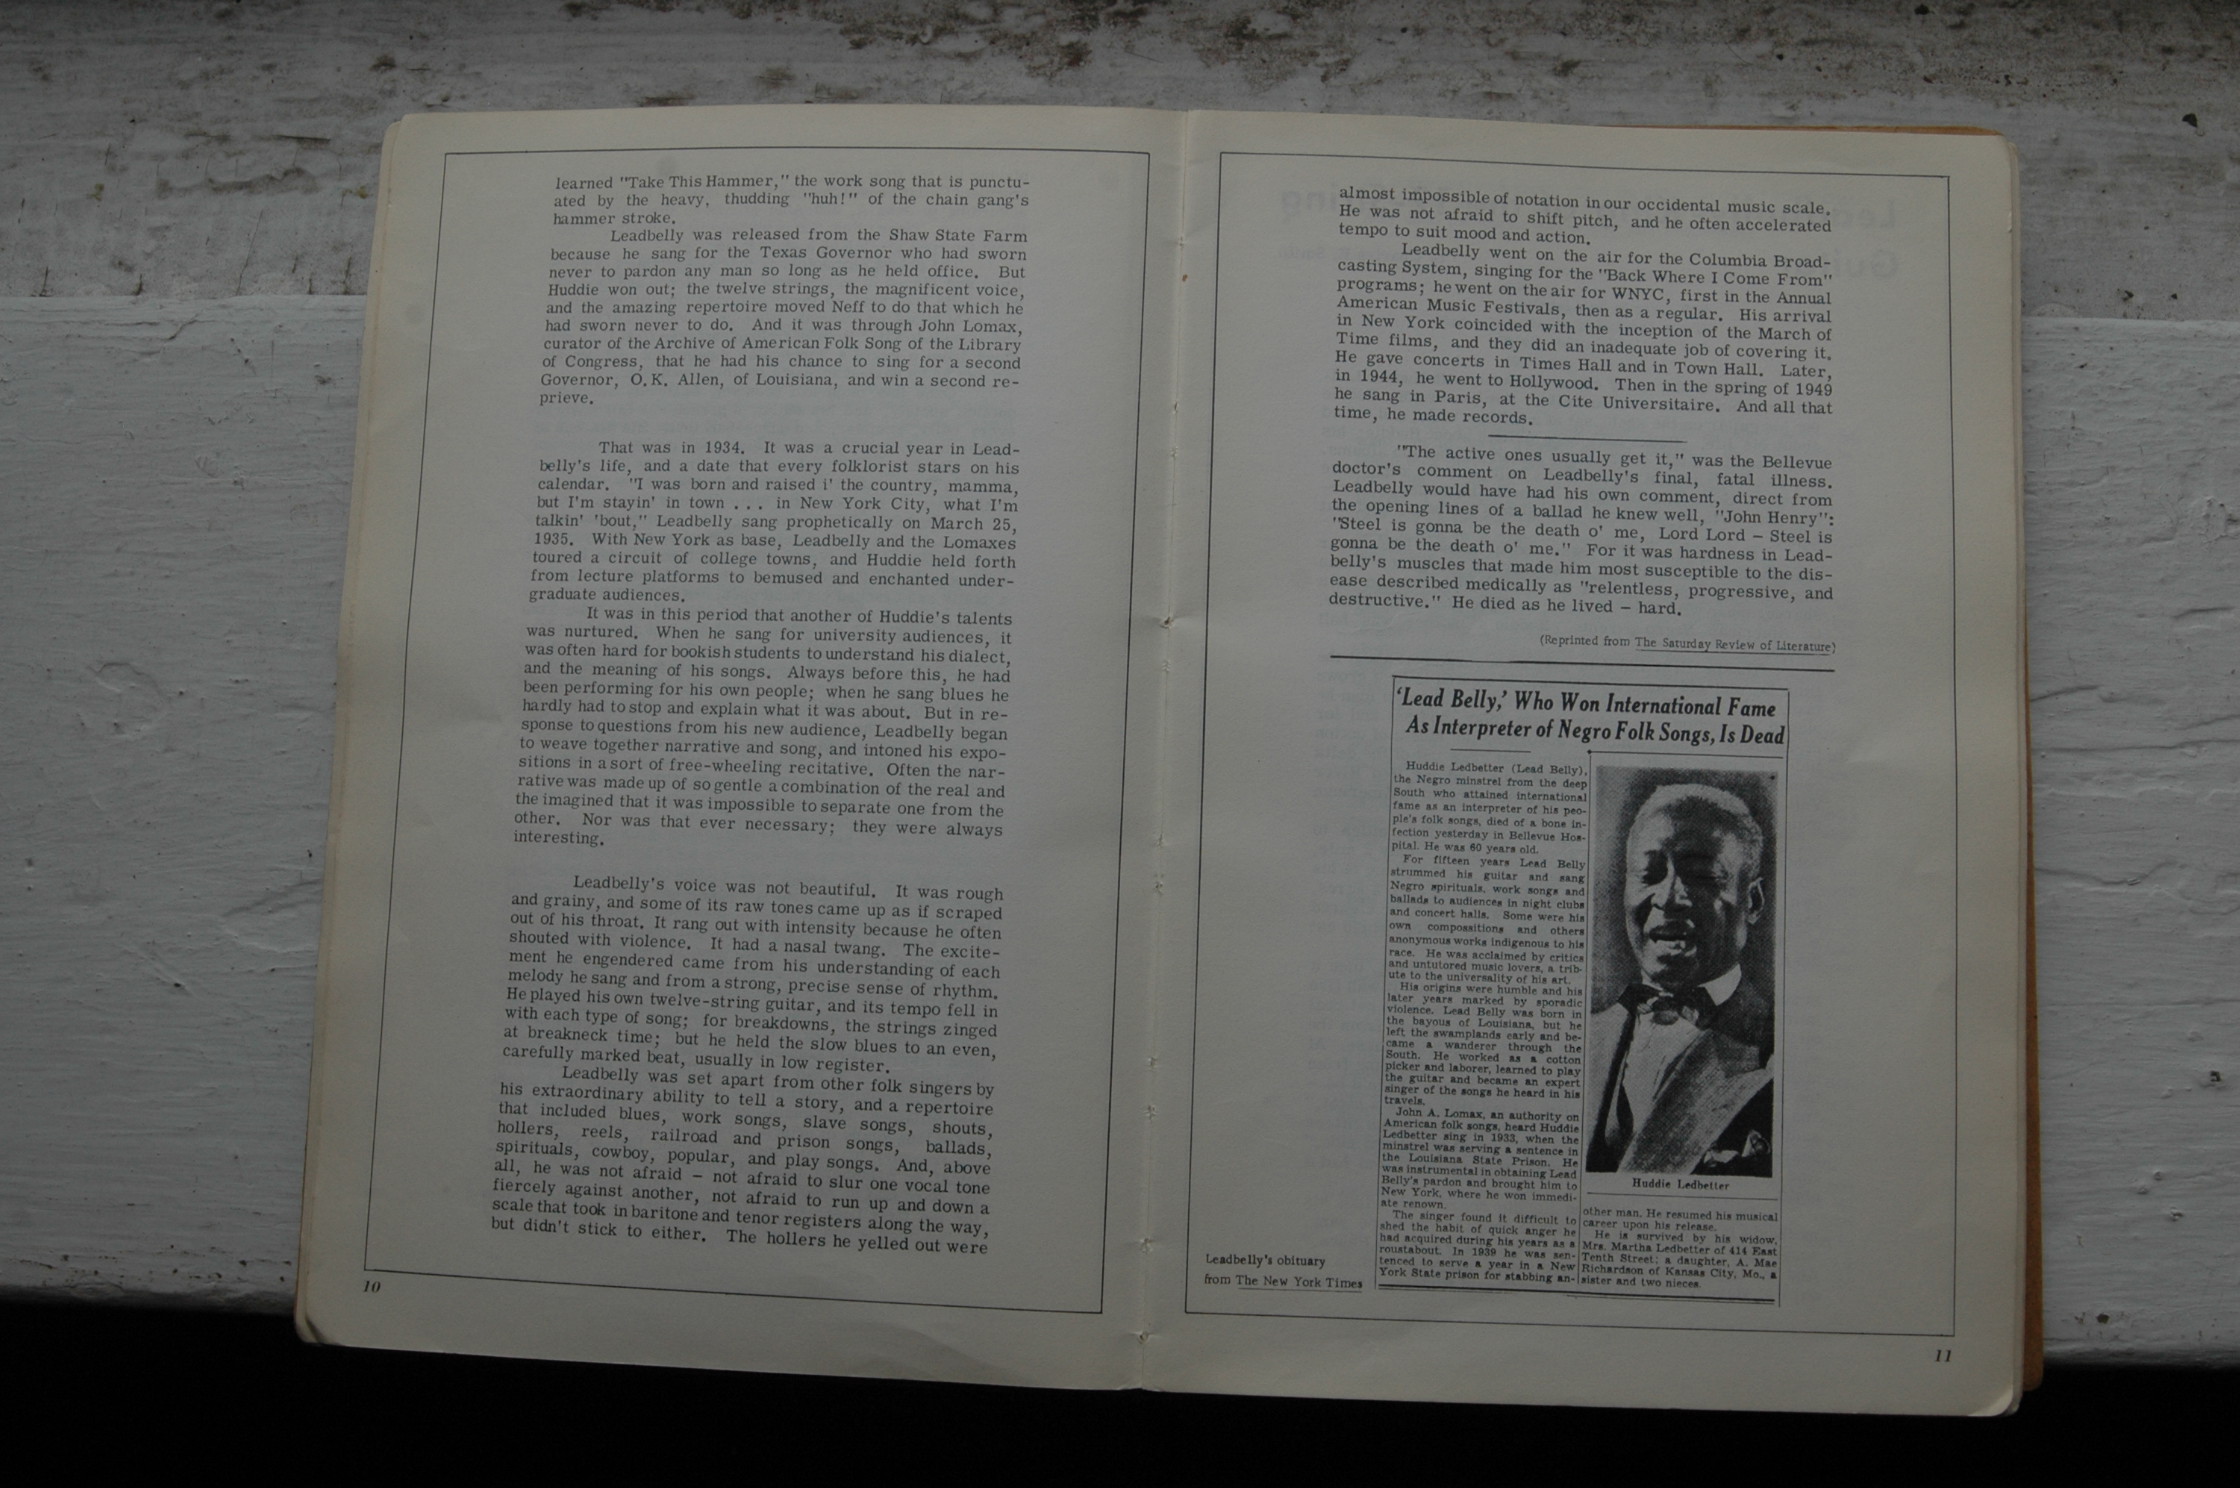 learned "Take This Hammer," the work song that is punctu-
ated by the heavy, thudding "huh!" of the chain gang's
hammer stroke.
Leadbelly was released from the Shaw State Farm
because he sang for the Texas Governor who had sworn
never to pardon any man so long as he held office. But
Huddie won out; the twelve strings, the magnificent voice,
and the amazing repertoire moved Neff to do that which he
had sworn never to do. And it was through John Lomax,
curator of the Archive of American Folk Song of the Library
of Congress, that he had his chance to sing for a second
Governor, O.K. Allen, of Louisiana, and win a second re-
prieve.
That was in 1934. It was a crucial year in Lead-
belly's life, and a date that every folklorist stars on his
calendar. "I was born and raised i' the country, mamma,
but I'm stayin' in town ... in New York City, what I'm
talkin' 'bout," Leadbelly sang prophetically on March 25,
1935. With New York as base, Leadbelly and the Lomaxes
toured a circuit of college towns, and Huddie held forth
from lecture platforms to bemused and enchanted under-
graduate audiences.
It was in this period that another of Huddie's talents
was nurtured. When he sang for university audiences, it
was often hard for bookish students to understand his dialect,
and the meaning of his songs. Always before this, he had
been performing for his own people; when he sang blues he
hardly had to stop and explain what it was about. But in re-
sponse to questions from his new audience, Leadbelly began
to weave together narrative and song, and intoned his expo-
sitions in a sort of free-wheeling recitative. Often the nar-
rative was made up of so gentle a combination of the real and
the imagined that it was impossible to separate one from the
other. Nor was that ever necessary; they were always
interesting.
Leadbelly's voice was not beautiful. It was rough
and grainy, and some of its raw tones came up as if scraped
out of his throat. It rang out with intensity because he often
shouted with violence. It had a nasal twang. The excite-
ment he engendered came from his understanding of each
melody he sang and from a strong, precise sense of rhythm.
He played his own twelve-string guitar, and its tempo fell in
with each type of song; for breakdowns, the strings zinged
at breakneck time; but he held the slow blues to an even,
carefully marked beat, usually in low register.
Leadbelly was set apart from other folk singers by
his extraordinary ability to tell a story, and a repertoire
that included blues, work songs, slave songs, shouts,
hollers, reels, railroad and prison songs, ballads,
spirituals, cowboy, popular, and play songs. And, above
all, he was not afraid – not afraid to slur one vocal tone
fiercely against another, not afraid to run up and down a
scale that took in baritone and tenor registers along the way,
but didn't stick to either. The hollers he yelled out were
10
almost impossible of notation in our occidental music scale.
He was not afraid to shift pitch, and he often accelerated
tempo to suit mood and action.
Leadbelly went on the air for the Columbia Broad-
casting System, singing for the "Back Where I Come From"
programs; he went on the air for WNYC, first in the Annual
American Music Festivals, then as a regular. His arrival
in New York coincided with the inception of the March of
Time films, and they did an inadequate job of covering it.
He gave concerts in Times Hall and in Town Hall. Later,
in 1944, he went to Hollywood. Then in the spring of 1949
he sang in Paris, at the Cite Universitaire. And all that
time, he made records.
"The active ones usually get it," was the Bellevue
doctor's comment on Leadbelly's final, fatal illness.
Leadbelly would have had his own comment, direct from
the opening lines of a ballad he knew well, "John Henry":
"Steel is gonna be the death o' me, Lord Lord – Steel is
gonna be the death o' me." For it was hardness in Lead-
belly's muscles that made him most susceptible to the dis-
ease described medically as "relentless, progressive, and
destructive." He died as he lived – hard.
(Reprinted from The Saturday Review of Literature)
'Lead Belly,' Who Won International Fame
As Interpreter of Negro Folk Songs, Is Dead
Huddie Ledbetter (Lead Belly),
the Negro minstrel from the deep
South who attained international
fame as an interpreter of his peo-
ple's folk songs, died of a bone in-
fection yesterday in Bellevue Hos-
pital. He was 60 years old.
For fifteen years Lead Belly
strummed his guitar and sang
Negro spirituals, work songs and
ballads to audiences in night clubs
and concert halls. Some were his
own compositions and others
anonymous works indigenous to his
race. He was acclaimed by critics
and untutored music lovers, a trib-
ute to the universality of his art.
His origins were humble and his
later years marked by sporadic
violence. Lead Belly was born in
the bayous of Louisiana, but he
left the swamplands early and be-
came a wanderer through the
South. He worked as a cotton
picker and laborer, learned to play
the guitar and became an expert
singer of the songs he heard in his
travels.
John A. Lomax, an authority on
American folk songs, heard Huddie
Ledbetter sing in 1933, when the
minstrel was serving a sentence in
the Louisiana State Prison. He
was instrumental in obtaining Lead
Belly's pardon and brought him to
New York, where he won immedi-
ate renown.
The singer found it difficult to
shed the habit of quick anger he
had acquired during his years as a
roustabout. In 1939 he was sen-
tenced to serve a year in a New
York State prison for stabbing an-
Huddie Ledbetter
other man. He resumed his musical
career upon his release.
He is survived by his widow,
Mrs. Martha Ledbetter of 414 East
Tenth Street; a daughter, A. Mae
Richardson of Kansas City, Mo., a
sister and two nieces.
Leadbelly's obituary
from The New York Times
11